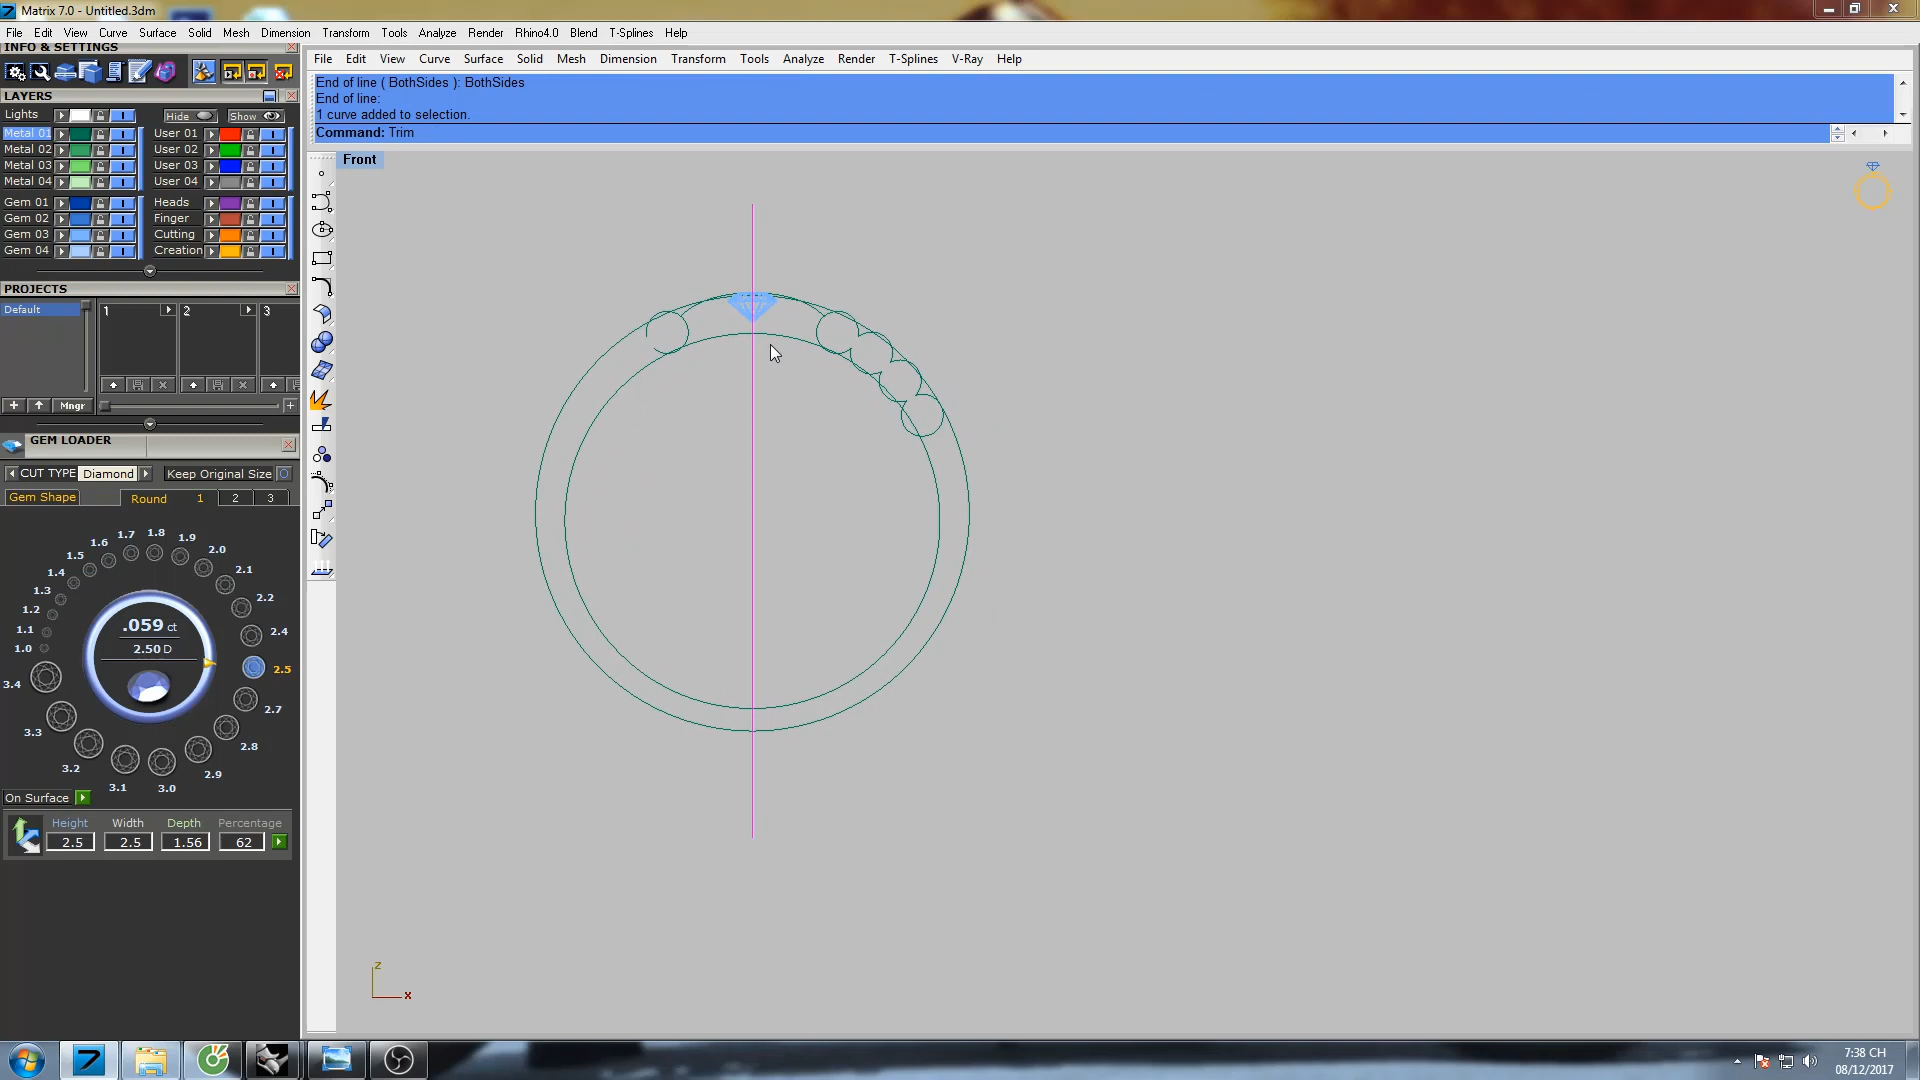 Matrix 7.0 - Untitled.3dm
File Edit View Curve Surface Solid Mesh Dimension Transform Tools Analyze Render Rhino4.0 Blend T-Splines Help
INFO & SETTINGS
LAYERS
Lights Hide Show
Metal 01 User 01
Metal 02 User 02
Metal 03 User 03
Metal 04 User 04
Gem 01 Heads
Gem 02 Finger
Gem 03 Cutting
Gem 04 Creation
PROJECTS
Default 1 2 3
Mngr
GEM LOADER
CUT TYPE Diamond Keep Original Size
Gem Shape Round 1 2 3
1.0
1.1
1.2
1.3
1.4
1.5
1.6
1.7
1.8
1.9
2.0
2.1
2.2
2.4
2.5
2.7
2.8
2.9
3.0
3.1
3.2
3.3
3.4
.059 ct
2.50 D
On Surface
Height Width Depth Percentage
2.5 2.5 1.56 62
File Edit View Curve Surface Solid Mesh Dimension Transform Tools Analyze Render T-Splines V-Ray Help
End of line ( BothSides ): BothSides
End of line:
1 curve added to selection.
Command: Trim
Front
z
x
7:38 CH
08/12/2017